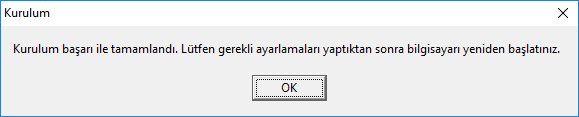 Kurulum
Kurulum başarı ile tamamlandı. Lütfen gerekli ayarlamaları yaptıktan sonra bilgisayarı yeniden başlatınız.
OK